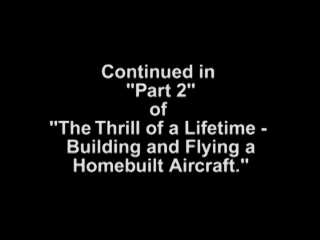 Continued in
"Part 2"
of
"The Thrill of a Lifetime -
Building and Flying a
Homebuilt Aircraft."